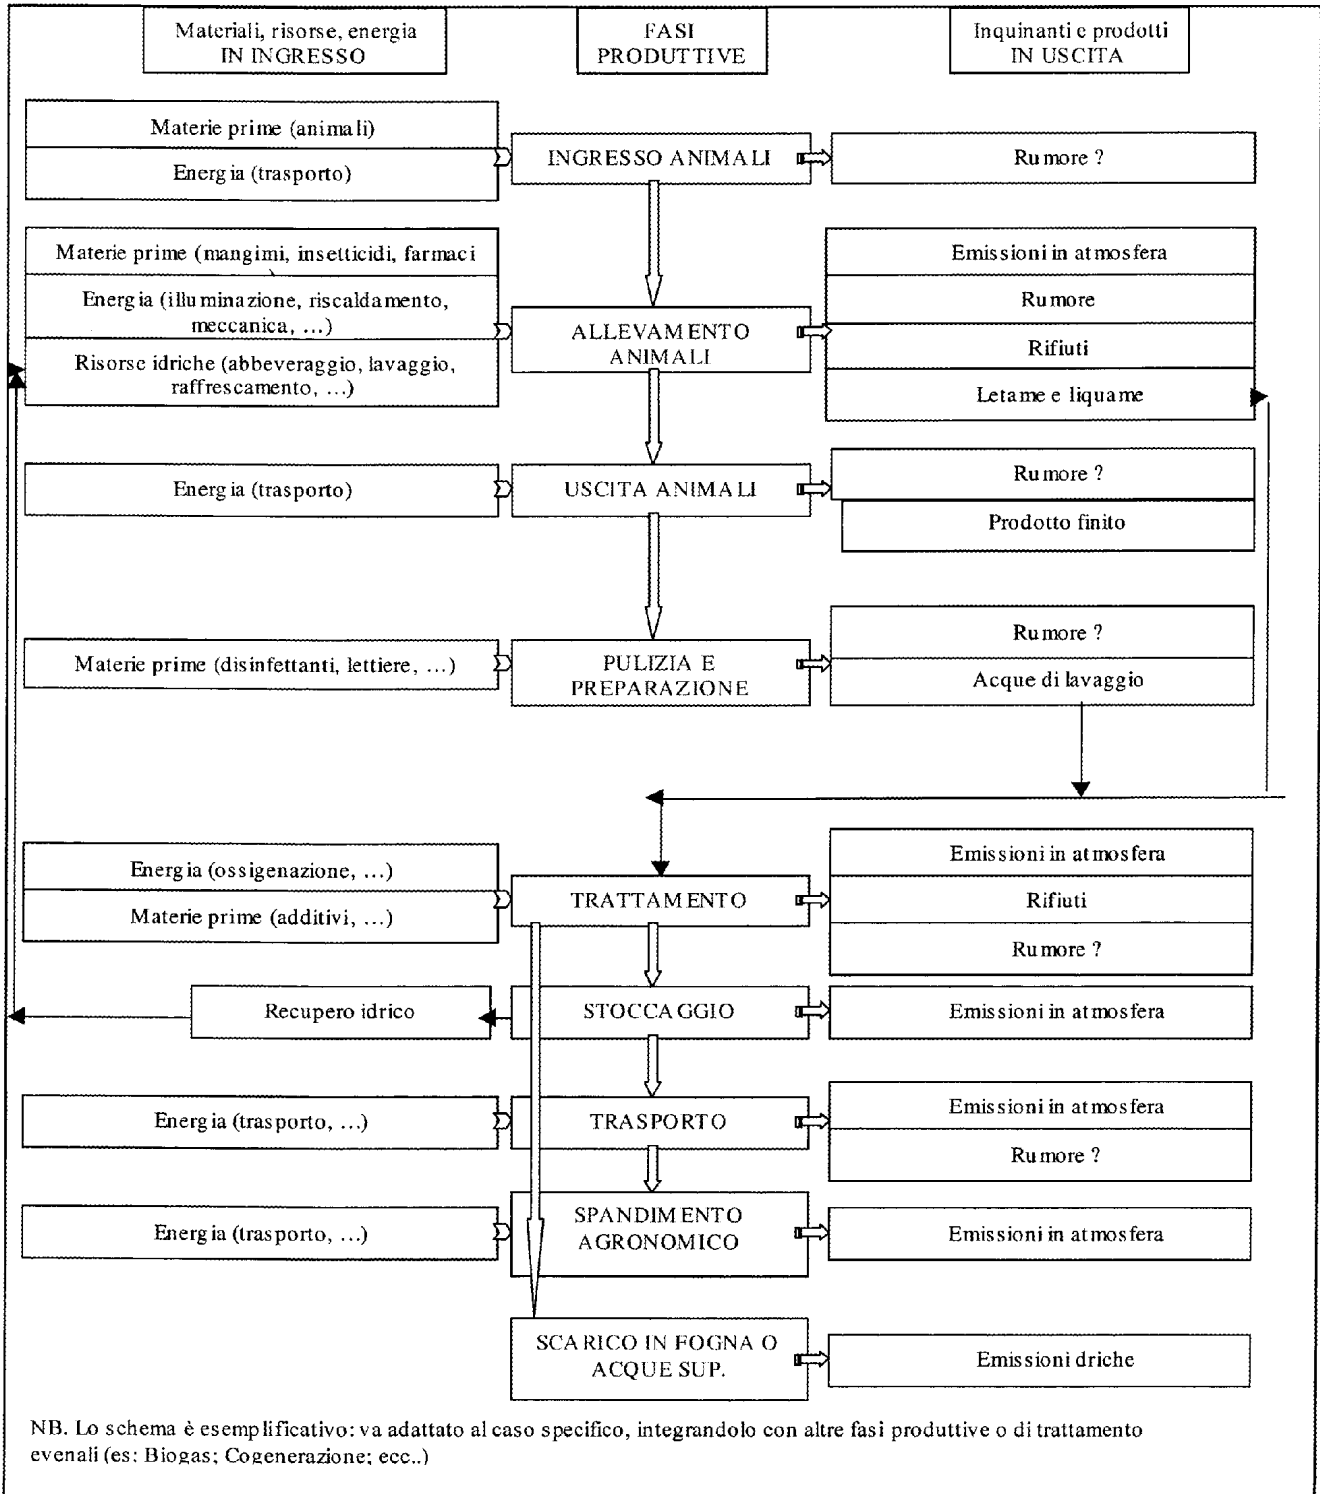 Materiali, risorse, energia
IN INGRESSO
FASI
PRODUTTIVE
Inquinanti e prodotti
IN USCITA
Materie prime (animali)
Energia (trasporto)
INGRESSO ANIMALI
Rumore ?
Materie prime (mangimi, insetticidi, farmaci
Energia (illuminazione, riscaldamento,
meccanica, ...)
Risorse idriche (abbeveraggio, lavaggio,
raffrescamento, ...)
ALLEVAMENTO
ANIMALI
Emissioni in atmosfera
Rumore
Rifiuti
Letame e liquame
Energia (trasporto)
USCITA ANIMALI
Rumore ?
Prodotto finito
Materie prime (disinfettanti, lettiere, ...)
PULIZIA E
PREPARAZIONE
Rumore ?
Acque di lavaggio
Energia (ossigenazione, ...)
Materie prime (additivi, ...)
TRATTAMENTO
Emissioni in atmosfera
Rifiuti
Rumore ?
Recupero idrico
STOCCAGGIO
Emissioni in atmosfera
Energia (trasporto, ...)
TRASPORTO
Emissioni in atmosfera
Rumore ?
Energia (trasporto, ...)
SPANDIMENTO
AGRONOMICO
Emissioni in atmosfera
SCARICO IN FOGNA O
ACQUE SUP.
Emissioni driche
NB. Lo schema è esemplificativo: va adattato al caso specifico, integrandolo con altre fasi produttive o di trattamento
evenali (es: Biogas; Cogenerazione; ecc..)